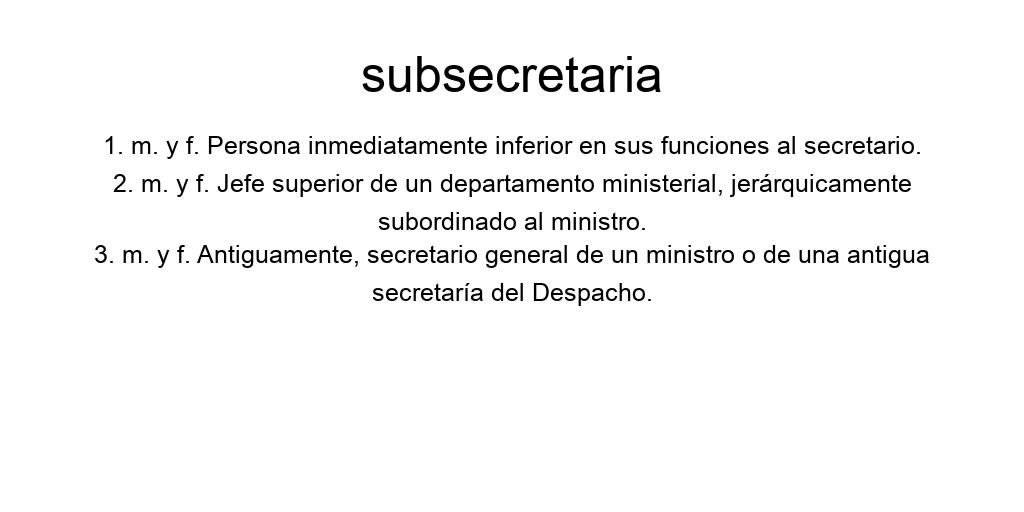 subsecretaria
1. m. y f. Persona inmediatamente inferior en sus funciones al secretario.
2. m. y f. Jefe superior de un departamento ministerial, jerárquicamente
subordinado al ministro.
3. m. y f. Antiguamente, secretario general de un ministro o de una antigua
secretaría del Despacho.